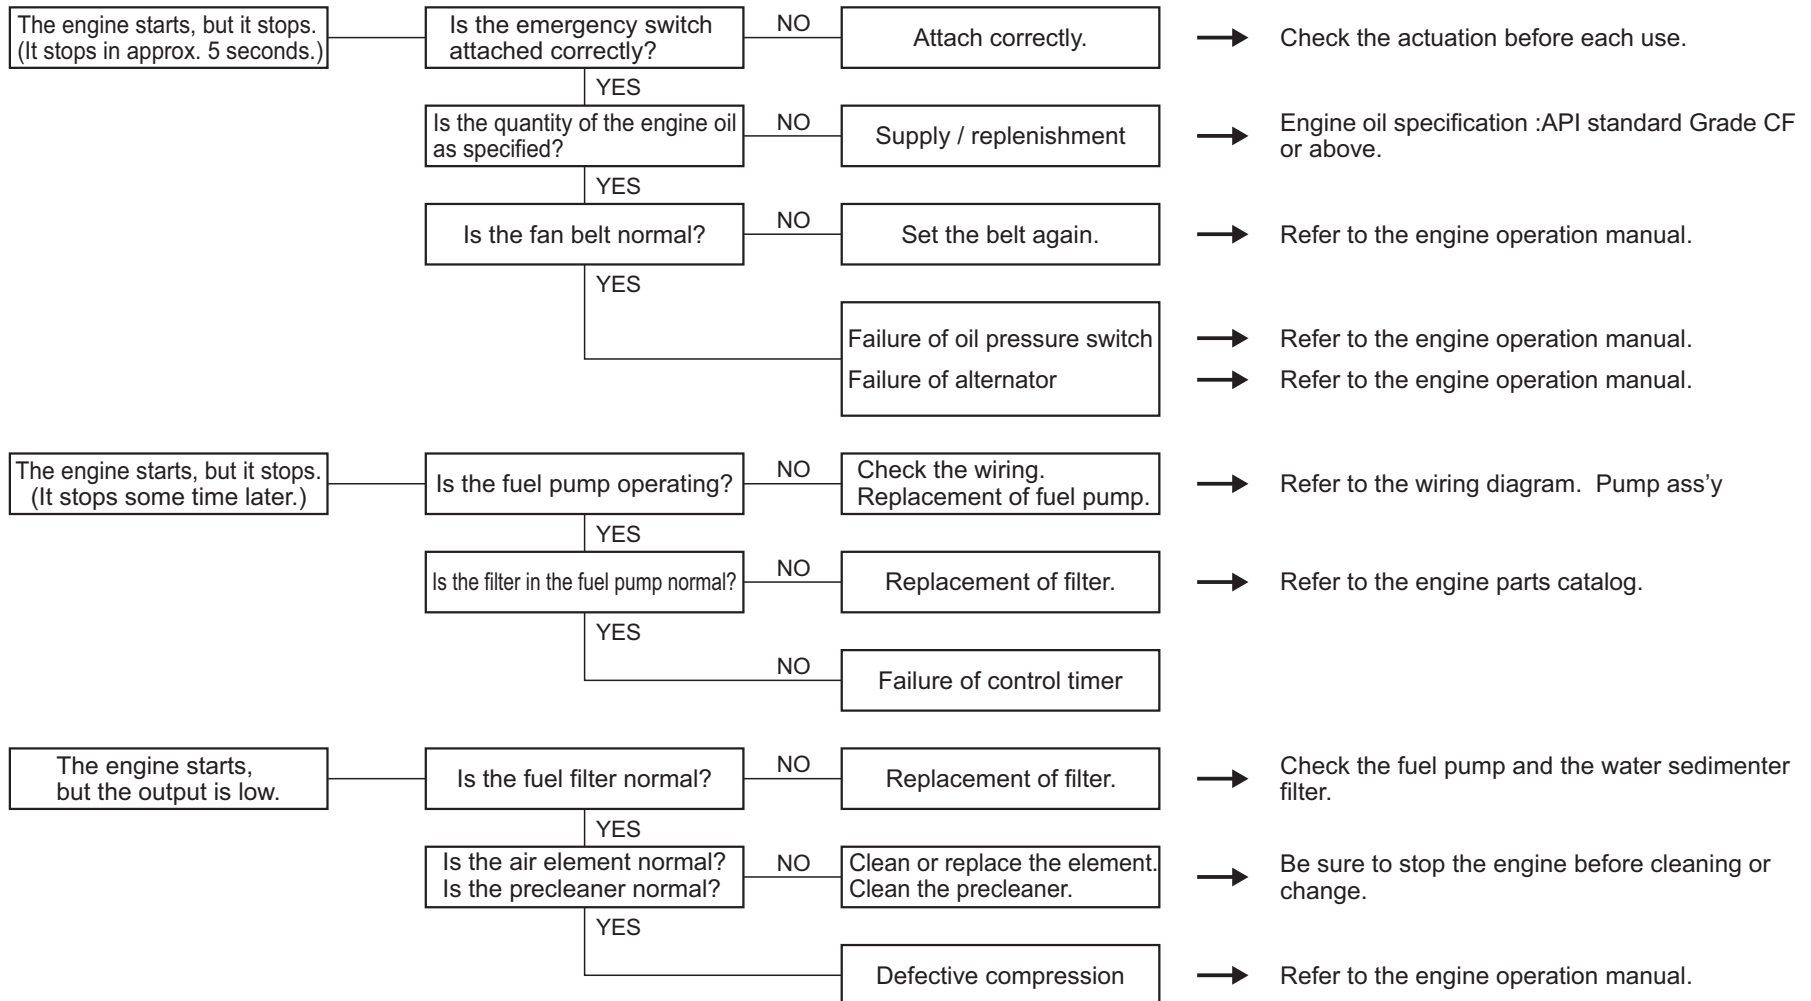 The engine starts, but it stops.
(It stops in approx. 5 seconds.)
Is the emergency switch
attached correctly?
NO
Attach correctly.
Check the actuation before each use.
YES
Is the quantity of the engine oil
as specified?
NO
Supply / replenishment
Engine oil specification :API standard Grade CF
or above.
YES
Is the fan belt normal?
NO
Set the belt again.
Refer to the engine operation manual.
YES
Failure of oil pressure switch
Refer to the engine operation manual.
Failure of alternator
Refer to the engine operation manual.
The engine starts, but it stops.
(It stops some time later.)
Is the fuel pump operating?
NO
Check the wiring.
Replacement of fuel pump.
Refer to the wiring diagram.  Pump ass’y
YES
Is the filter in the fuel pump normal?
NO
Replacement of filter.
Refer to the engine parts catalog.
YES
NO
Failure of control timer
The engine starts,
but the output is low.
Is the fuel filter normal?
NO
Replacement of filter.
Check the fuel pump and the water sedimenter
filter.
YES
Is the air element normal?
Is the precleaner normal?
NO
Clean or replace the element.
Clean the precleaner.
Be sure to stop the engine before cleaning or
change.
YES
Defective compression
Refer to the engine operation manual.